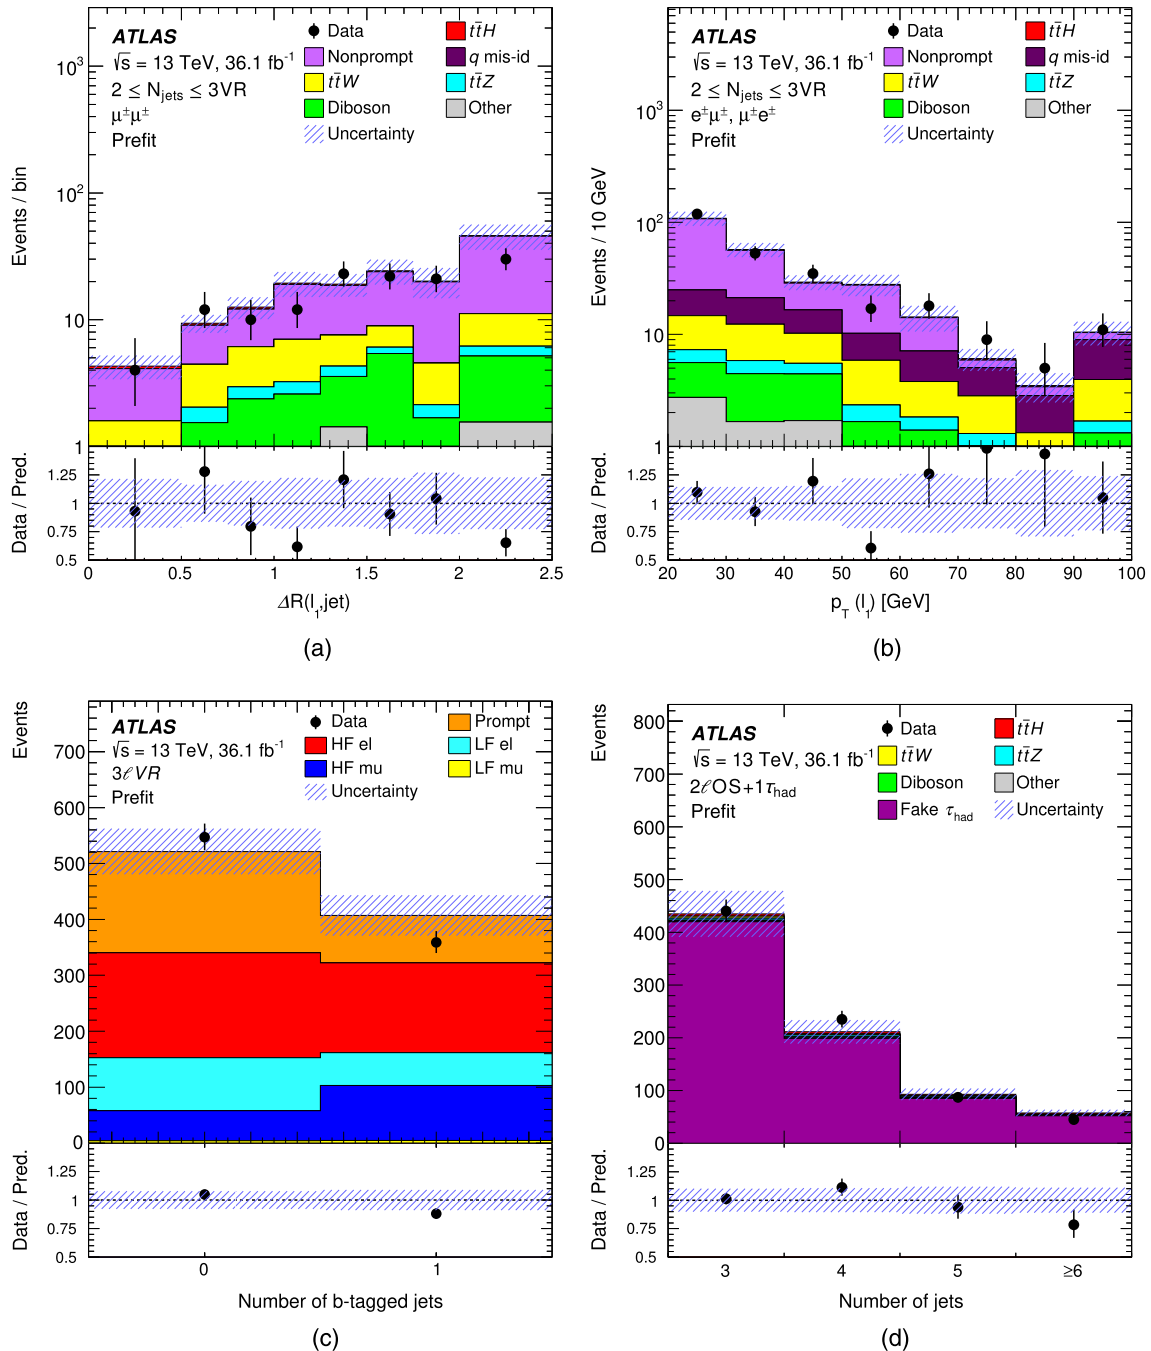 ATLAS
√s = 13 TeV, 36.1 fb⁻¹
2 ≤ N_jets ≤ 3VR
μ±μ±
Prefit
Data
tt̄H
Nonprompt
q mis-id
tt̄W
tt̄Z
Diboson
Other
Uncertainty
Events / bin
10³
10²
10
1
Data / Pred.
1.25
1
0.75
0.5
0 0.5 1 1.5 2 2.5
ΔR(l₁,jet)
(a)
ATLAS
√s = 13 TeV, 36.1 fb⁻¹
2 ≤ N_jets ≤ 3VR
e±μ±, μ±e±
Prefit
Data
tt̄H
Nonprompt
q mis-id
tt̄W
tt̄Z
Diboson
Other
Uncertainty
Events / 10 GeV
10³
10²
10
1
Data / Pred.
1.25
1
0.75
0.5
20 30 40 50 60 70 80 90 100
p_T (l₁) [GeV]
(b)
ATLAS
√s = 13 TeV, 36.1 fb⁻¹
3ℓVR
Prefit
Data
Prompt
HF el
LF el
HF mu
LF mu
Uncertainty
Events
700
600
500
400
300
200
100
0
Data / Pred.
1.25
1
0.75
0.5
0 1
Number of b-tagged jets
(c)
ATLAS
√s = 13 TeV, 36.1 fb⁻¹
2ℓOS+1τ_had
Prefit
Data
tt̄H
tt̄W
tt̄Z
Diboson
Other
Fake τ_had
Uncertainty
Events
800
700
600
500
400
300
200
100
0
Data / Pred.
1.25
1
0.75
0.5
3 4 5 ≥6
Number of jets
(d)